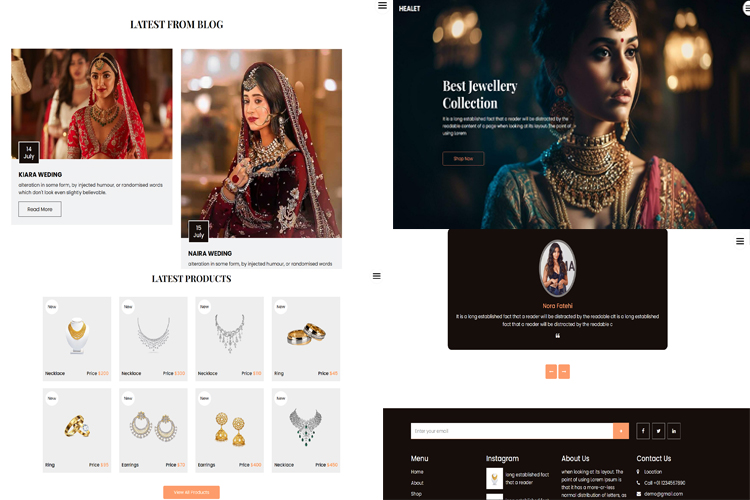 LATEST FROM BLOG
14
July
KIARA WEDING
alteration in some form, by injected humour, or randomised words
which don't look even slightly believable.
Read More
15
July
NAIRA WEDING
alteration in some form, by injected humour, or randomised words
LATEST PRODUCTS
New
New
New
New
Necklace Price $200
Necklace Price
Necklace Price
Ring Price
New
New
New
New
Ring Price
Earrings Price
Earrings Price $400
Necklace Price $450
View All Products
HEALET
Best Jewellery
Collection
It is a long established fact that a reader will be distracted by the
readable content of a page when looking at its layout. The point of
using Lorem
Shop Now
Nora Fatehi
It is a long established fact that a reader will be distracted by the readable cIt is a long established
fact that a reader will be distracted by the readable c
Enter your email
Menu
Home
About
Shop
Instagram
long established fact
that a reader
long established fact
About Us
when looking at its layout. The
point of using Lorem Ipsum is
that it has a more-or-less
normal distribution of letters, as
Contact Us
Location
Call +01 1234567890
demo@gmail.com